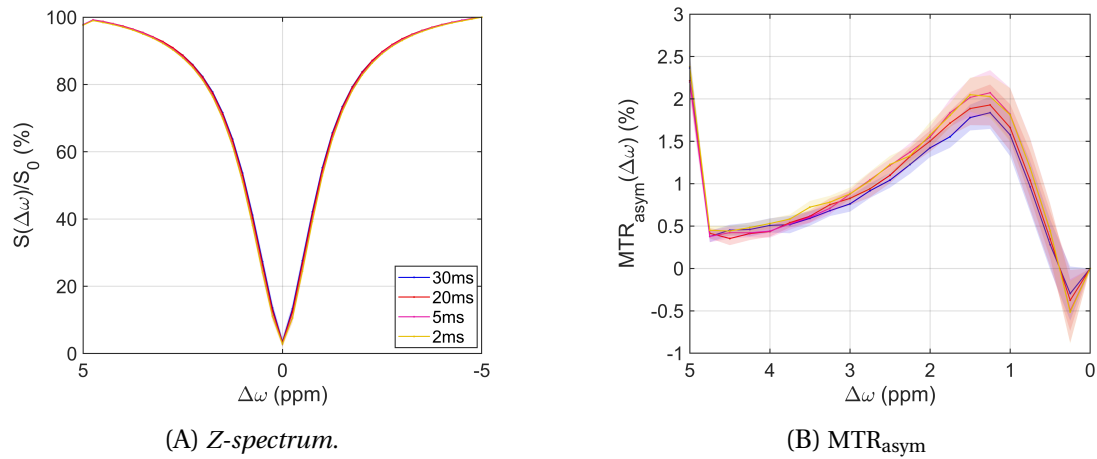 100
80
60
40
20
0
5
0
-5
S(Δω)/S0 (%)
Δω (ppm)
30ms
20ms
5ms
2ms
(A) Z-spectrum.
3
2.5
2
1.5
1
0.5
0
-0.5
-1
5
4
3
2
1
0
MTRasym(Δω) (%)
Δω (ppm)
(B) MTRasym